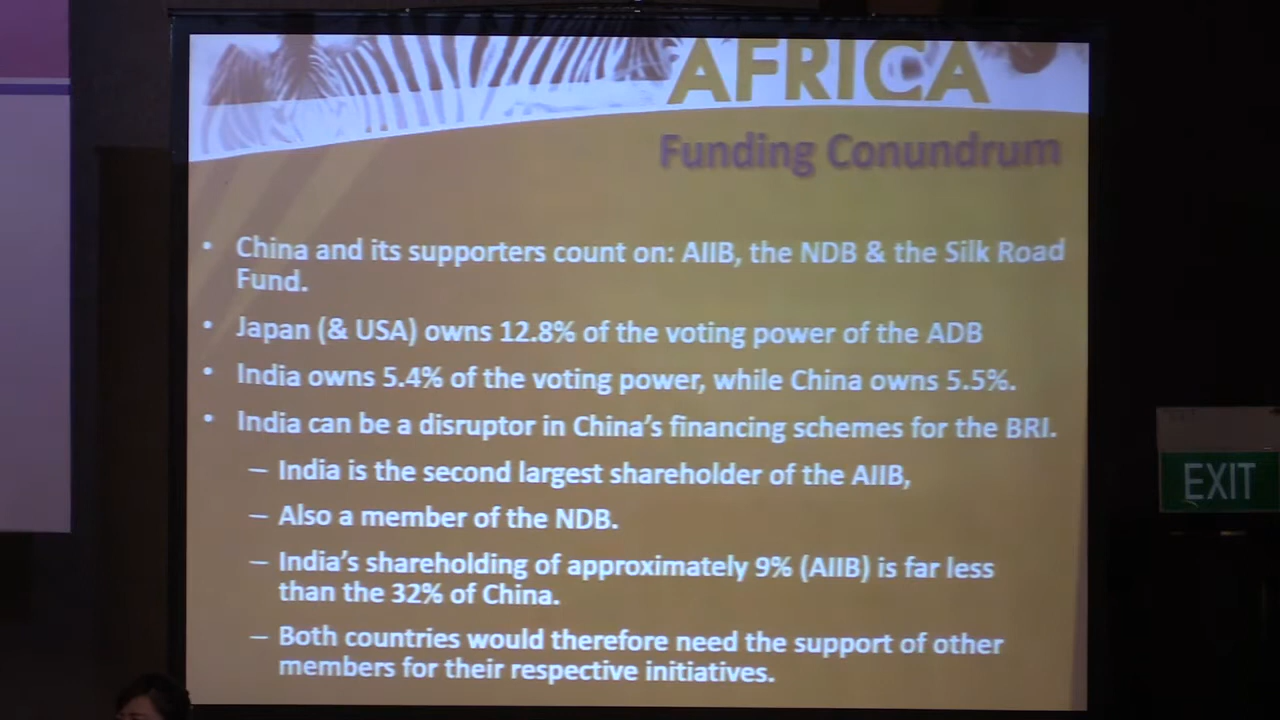 AFRICA
Funding Conundrum
• China and its supporters count on: AIIB, the NDB & the Silk Road
Fund.
• Japan (& USA) owns 12.8% of the voting power of the ADB
• India owns 5.4% of the voting power, while China owns 5.5%.
• India can be a disruptor in China's financing schemes for the BRI.
– India is the second largest shareholder of the AIIB,
– Also a member of the NDB.
– India's shareholding of approximately 9% (AIIB) is far less
than the 32% of China.
– Both countries would therefore need the support of other
members for their respective initiatives.
EXIT